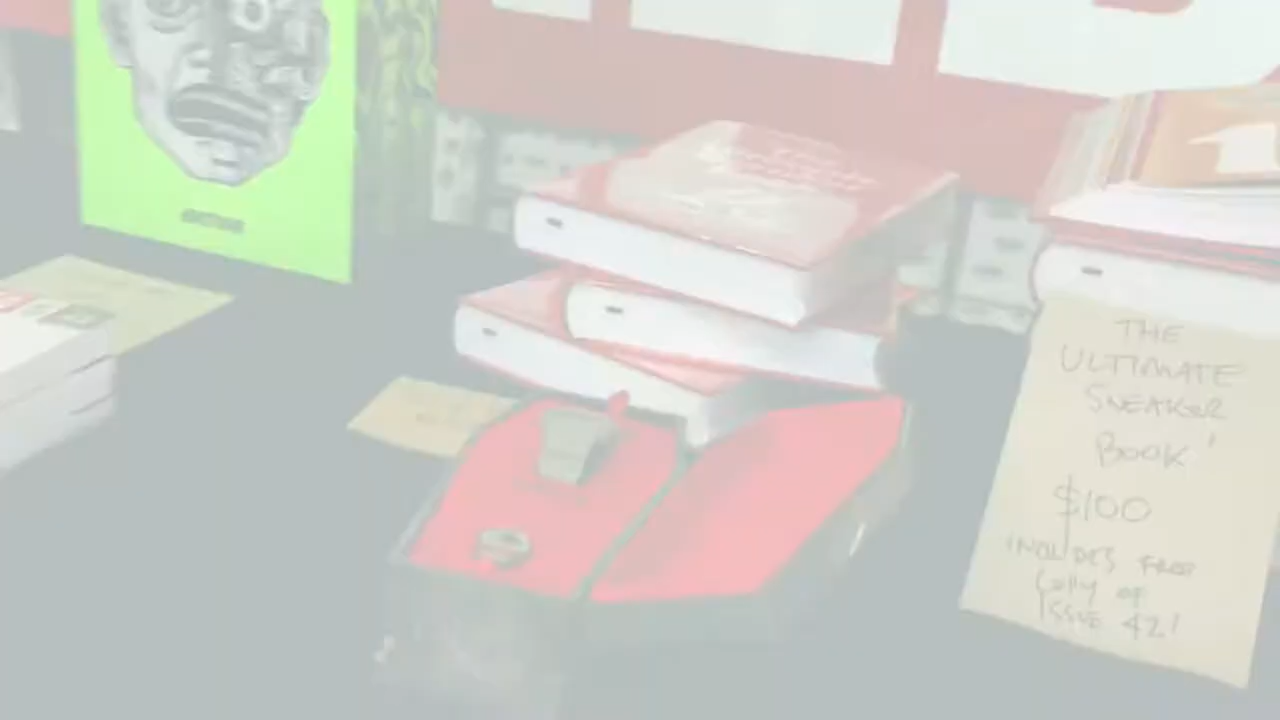 THE
ULTIMATE
SNEAKER
BOOK!
$100
INCLUDES FREE
COPY OF
ISSUE 42!